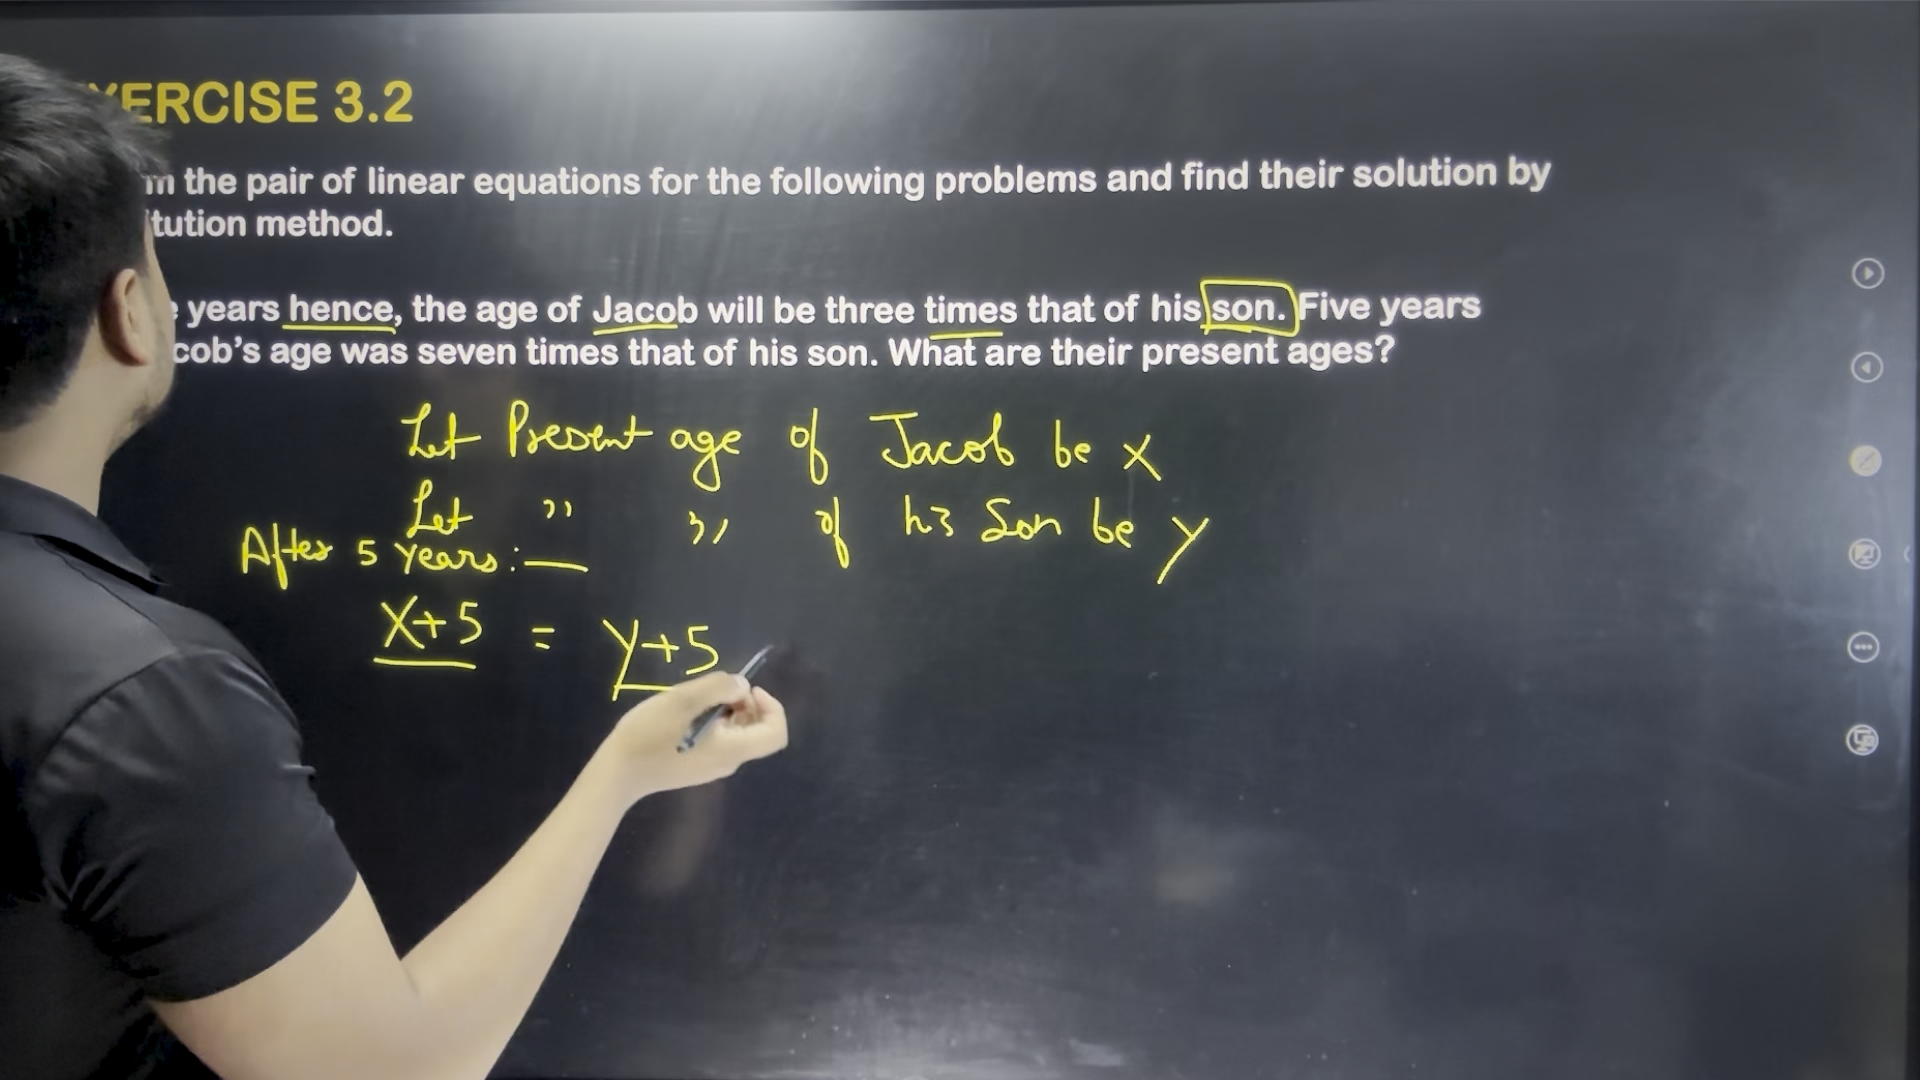 ERCISE 3.2
the pair of linear equations for the following problems and find their solution by
tution method.
years hence, the age of Jacob will be three times that of his son. Five years
cob's age was seven times that of his son. What are their present ages?
Let Present age of Jacob be x
Let " " of his Son be y
After 5 years :—
x+5 = y+5